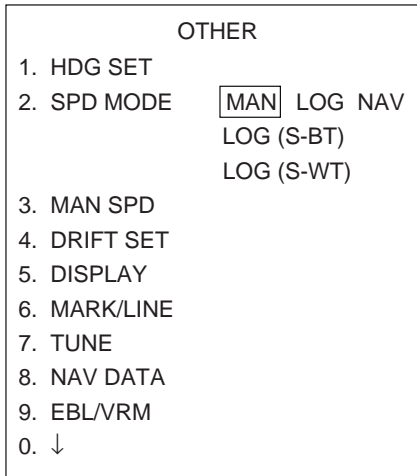 OTHER
1. HDG SET
2. SPD MODE MAN LOG NAV
LOG (S-BT)
LOG (S-WT)
3. MAN SPD
4. DRIFT SET
5. DISPLAY
6. MARK/LINE
7. TUNE
8. NAV DATA
9. EBL/VRM
0. ↓